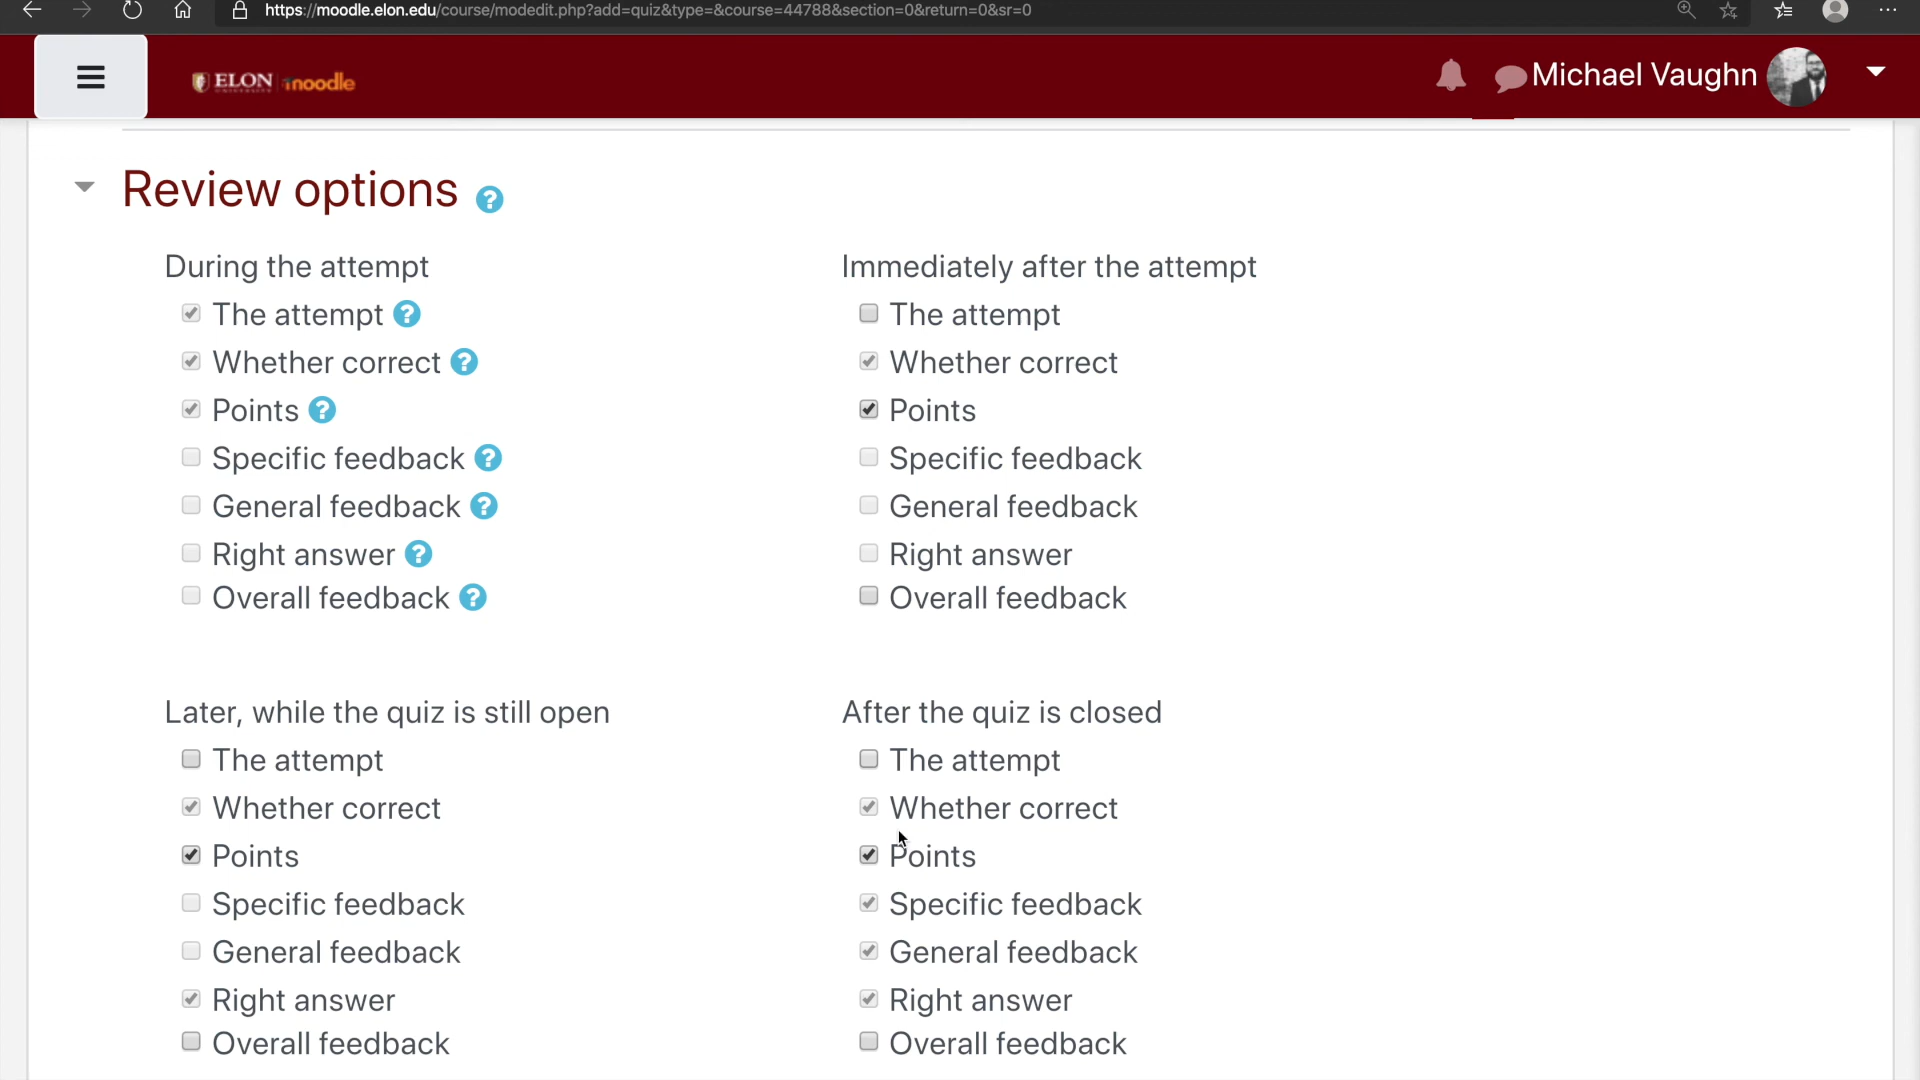 https://moodle.elon.edu/course/modedit.php?add=quiz&type=&course=44788&section=0&return=0&sr=0
ELON moodle
Michael Vaughn
Review options
During the attempt
The attempt
Whether correct
Points
Specific feedback
General feedback
Right answer
Overall feedback
Immediately after the attempt
The attempt
Whether correct
Points
Specific feedback
General feedback
Right answer
Overall feedback
Later, while the quiz is still open
The attempt
Whether correct
Points
Specific feedback
General feedback
Right answer
Overall feedback
After the quiz is closed
The attempt
Whether correct
Points
Specific feedback
General feedback
Right answer
Overall feedback